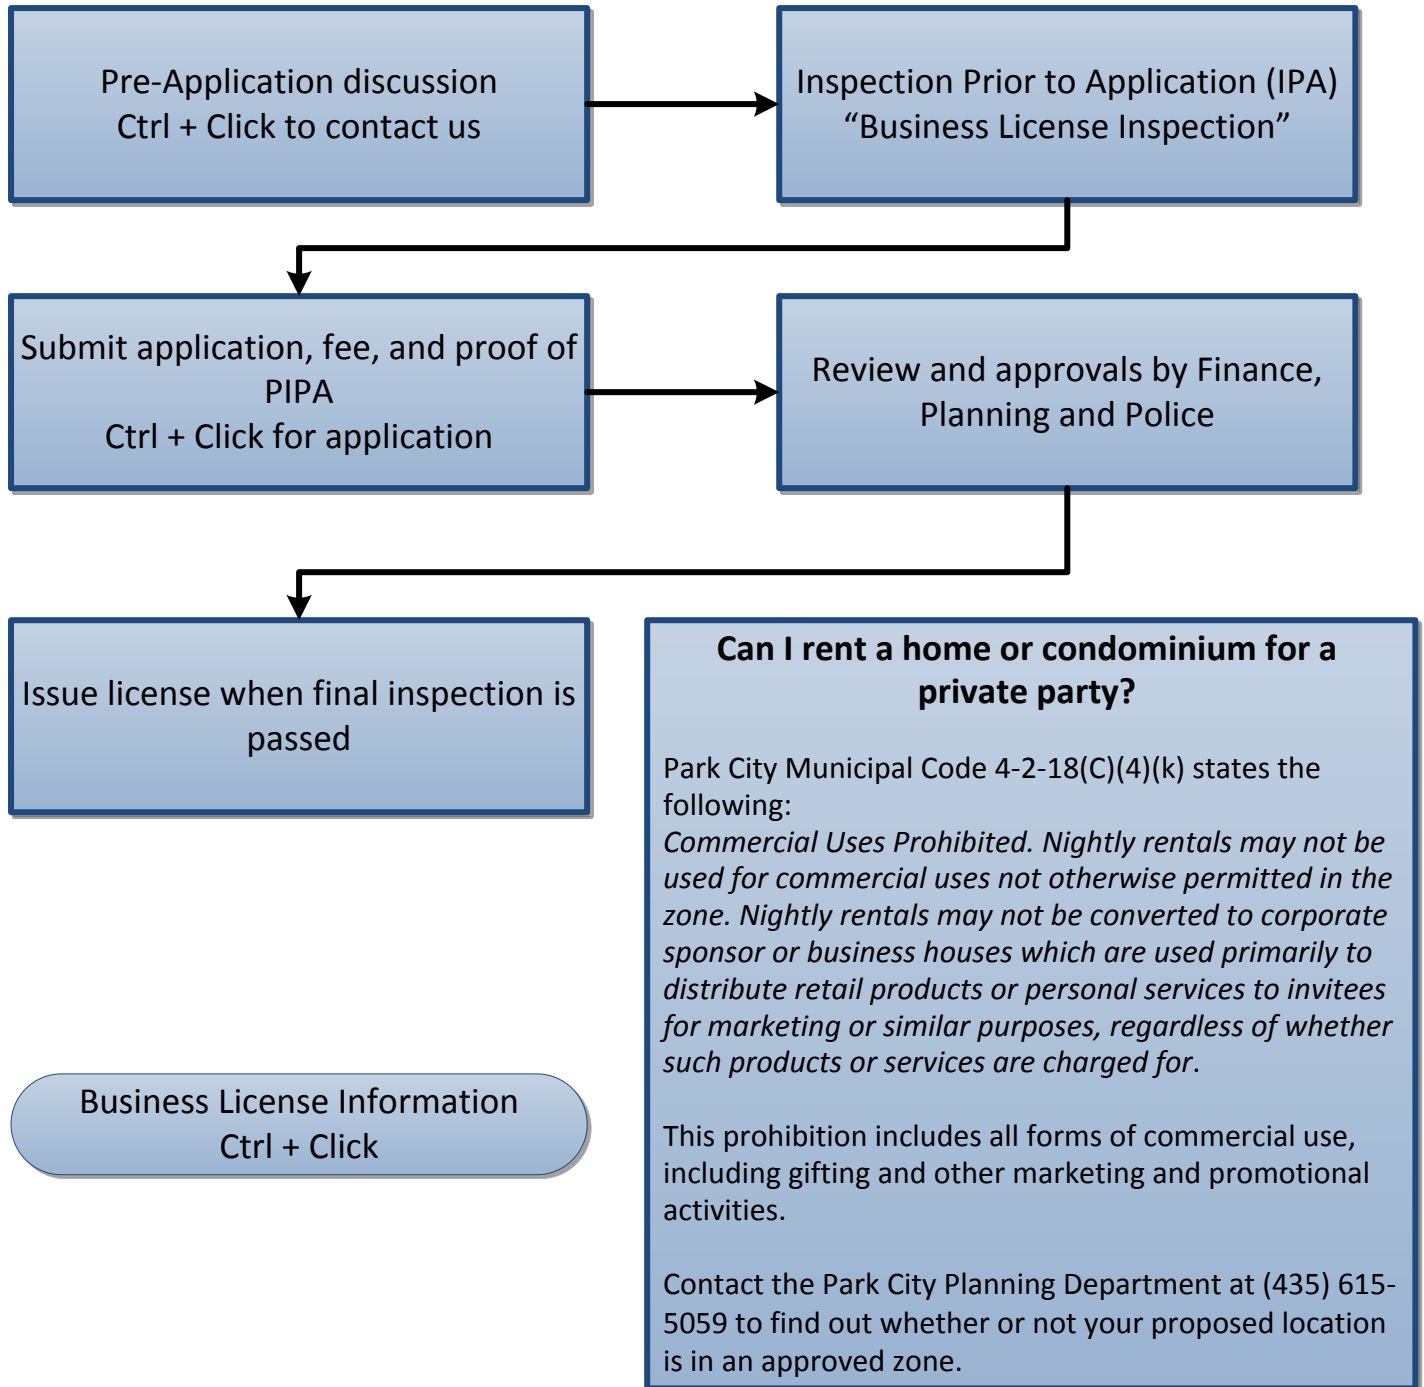 Pre-Application discussion
Ctrl + Click to contact us
Inspection Prior to Application (IPA)
“Business License Inspection”
Submit application, fee, and proof of
PIPA
Ctrl + Click for application
Review and approvals by Finance,
Planning and Police
Issue license when final inspection is
passed
Business License Information
Ctrl + Click
Can I rent a home or condominium for a
private party?
Park City Municipal Code 4-2-18(C)(4)(k) states the
following:
Commercial Uses Prohibited. Nightly rentals may not be
used for commercial uses not otherwise permitted in the
zone. Nightly rentals may not be converted to corporate
sponsor or business houses which are used primarily to
distribute retail products or personal services to invitees
for marketing or similar purposes, regardless of whether
such products or services are charged for.
This prohibition includes all forms of commercial use,
including gifting and other marketing and promotional
activities.
Contact the Park City Planning Department at (435) 615-
5059 to find out whether or not your proposed location
is in an approved zone.